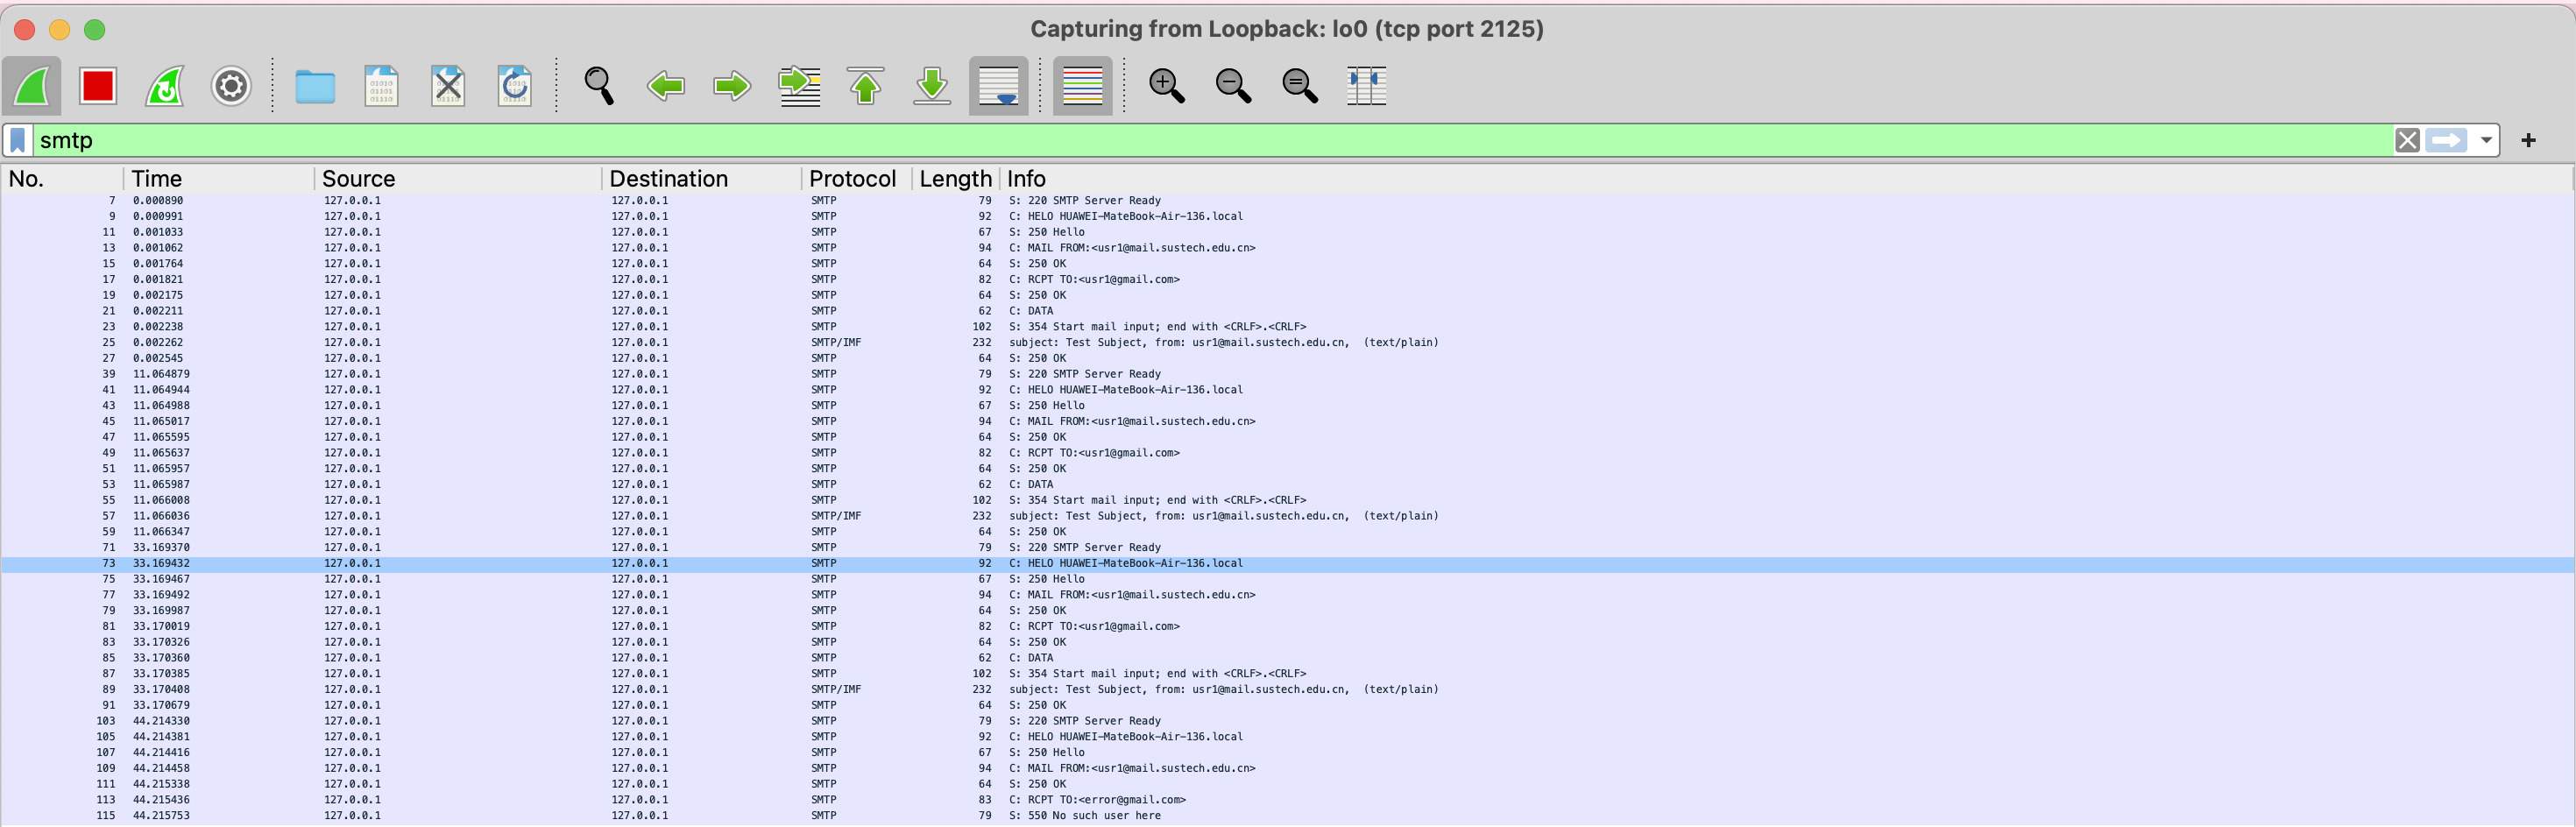 Capturing from Loopback: lo0 (tcp port 2125)
smtp
No. Time Source Destination Protocol Length Info
7 0.000890 127.0.0.1 127.0.0.1 SMTP 79 S: 220 SMTP Server Ready
9 0.000991 127.0.0.1 127.0.0.1 SMTP 92 C: HELO HUAWEI-MateBook-Air-136.local
11 0.001033 127.0.0.1 127.0.0.1 SMTP 67 S: 250 Hello
13 0.001062 127.0.0.1 127.0.0.1 SMTP 94 C: MAIL FROM:<usr1@mail.sustech.edu.cn>
15 0.001764 127.0.0.1 127.0.0.1 SMTP 64 S: 250 OK
17 0.001821 127.0.0.1 127.0.0.1 SMTP 82 C: RCPT TO:<usr1@gmail.com>
19 0.002175 127.0.0.1 127.0.0.1 SMTP 64 S: 250 OK
21 0.002211 127.0.0.1 127.0.0.1 SMTP 62 C: DATA
23 0.002238 127.0.0.1 127.0.0.1 SMTP 102 S: 354 Start mail input; end with <CRLF>.<CRLF>
25 0.002262 127.0.0.1 127.0.0.1 SMTP/IMF 232 subject: Test Subject, from: usr1@mail.sustech.edu.cn, (text/plain)
27 0.002545 127.0.0.1 127.0.0.1 SMTP 64 S: 250 OK
39 11.064879 127.0.0.1 127.0.0.1 SMTP 79 S: 220 SMTP Server Ready
41 11.064944 127.0.0.1 127.0.0.1 SMTP 92 C: HELO HUAWEI-MateBook-Air-136.local
43 11.064988 127.0.0.1 127.0.0.1 SMTP 67 S: 250 Hello
45 11.065017 127.0.0.1 127.0.0.1 SMTP 94 C: MAIL FROM:<usr1@mail.sustech.edu.cn>
47 11.065595 127.0.0.1 127.0.0.1 SMTP 64 S: 250 OK
49 11.065637 127.0.0.1 127.0.0.1 SMTP 82 C: RCPT TO:<usr1@gmail.com>
51 11.065957 127.0.0.1 127.0.0.1 SMTP 64 S: 250 OK
53 11.065987 127.0.0.1 127.0.0.1 SMTP 62 C: DATA
55 11.066008 127.0.0.1 127.0.0.1 SMTP 102 S: 354 Start mail input; end with <CRLF>.<CRLF>
57 11.066036 127.0.0.1 127.0.0.1 SMTP/IMF 232 subject: Test Subject, from: usr1@mail.sustech.edu.cn, (text/plain)
59 11.066347 127.0.0.1 127.0.0.1 SMTP 64 S: 250 OK
71 33.169370 127.0.0.1 127.0.0.1 SMTP 79 S: 220 SMTP Server Ready
73 33.169432 127.0.0.1 127.0.0.1 SMTP 92 C: HELO HUAWEI-MateBook-Air-136.local
75 33.169467 127.0.0.1 127.0.0.1 SMTP 67 S: 250 Hello
77 33.169492 127.0.0.1 127.0.0.1 SMTP 94 C: MAIL FROM:<usr1@mail.sustech.edu.cn>
79 33.169987 127.0.0.1 127.0.0.1 SMTP 64 S: 250 OK
81 33.170019 127.0.0.1 127.0.0.1 SMTP 82 C: RCPT TO:<usr1@gmail.com>
83 33.170326 127.0.0.1 127.0.0.1 SMTP 64 S: 250 OK
85 33.170360 127.0.0.1 127.0.0.1 SMTP 62 C: DATA
87 33.170385 127.0.0.1 127.0.0.1 SMTP 102 S: 354 Start mail input; end with <CRLF>.<CRLF>
89 33.170408 127.0.0.1 127.0.0.1 SMTP/IMF 232 subject: Test Subject, from: usr1@mail.sustech.edu.cn, (text/plain)
91 33.170679 127.0.0.1 127.0.0.1 SMTP 64 S: 250 OK
103 44.214330 127.0.0.1 127.0.0.1 SMTP 79 S: 220 SMTP Server Ready
105 44.214381 127.0.0.1 127.0.0.1 SMTP 92 C: HELO HUAWEI-MateBook-Air-136.local
107 44.214416 127.0.0.1 127.0.0.1 SMTP 67 S: 250 Hello
109 44.214458 127.0.0.1 127.0.0.1 SMTP 94 C: MAIL FROM:<usr1@mail.sustech.edu.cn>
111 44.215338 127.0.0.1 127.0.0.1 SMTP 64 S: 250 OK
113 44.215436 127.0.0.1 127.0.0.1 SMTP 83 C: RCPT TO:<error@gmail.com>
115 44.215753 127.0.0.1 127.0.0.1 SMTP 79 S: 550 No such user here